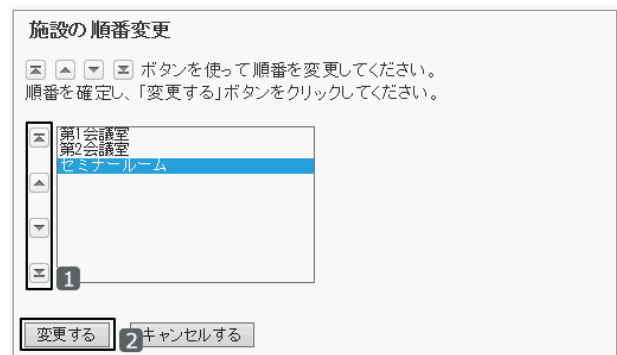 施設の順番変更
ボタンを使って順番を変更してください。
順番を確定し、「変更する」ボタンをクリックしてください。
第1会議室
第2会議室
セミナールーム
1
変更する 2 キャンセルする